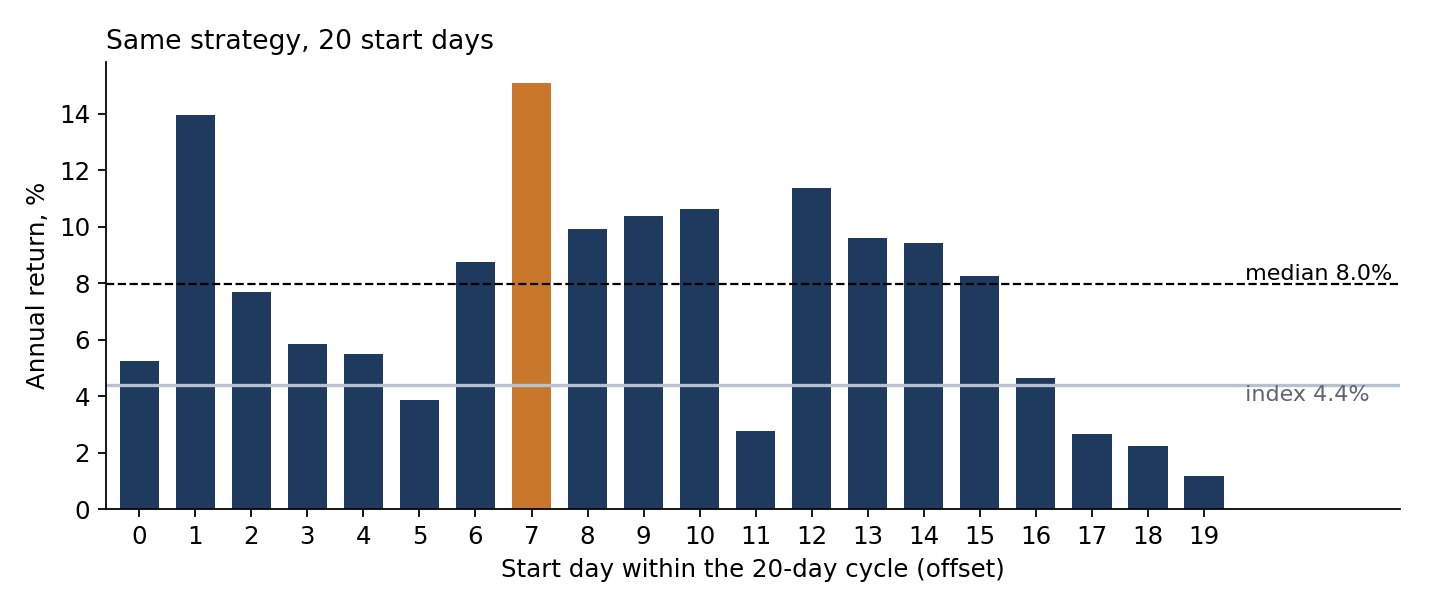 Same strategy, 20 start days
Annual return, %
14
12
10
8
6
4
2
0
median 8.0%
index 4.4%
0 1 2 3 4 5 6 7 8 9 10 11 12 13 14 15 16 17 18 19
Start day within the 20-day cycle (offset)